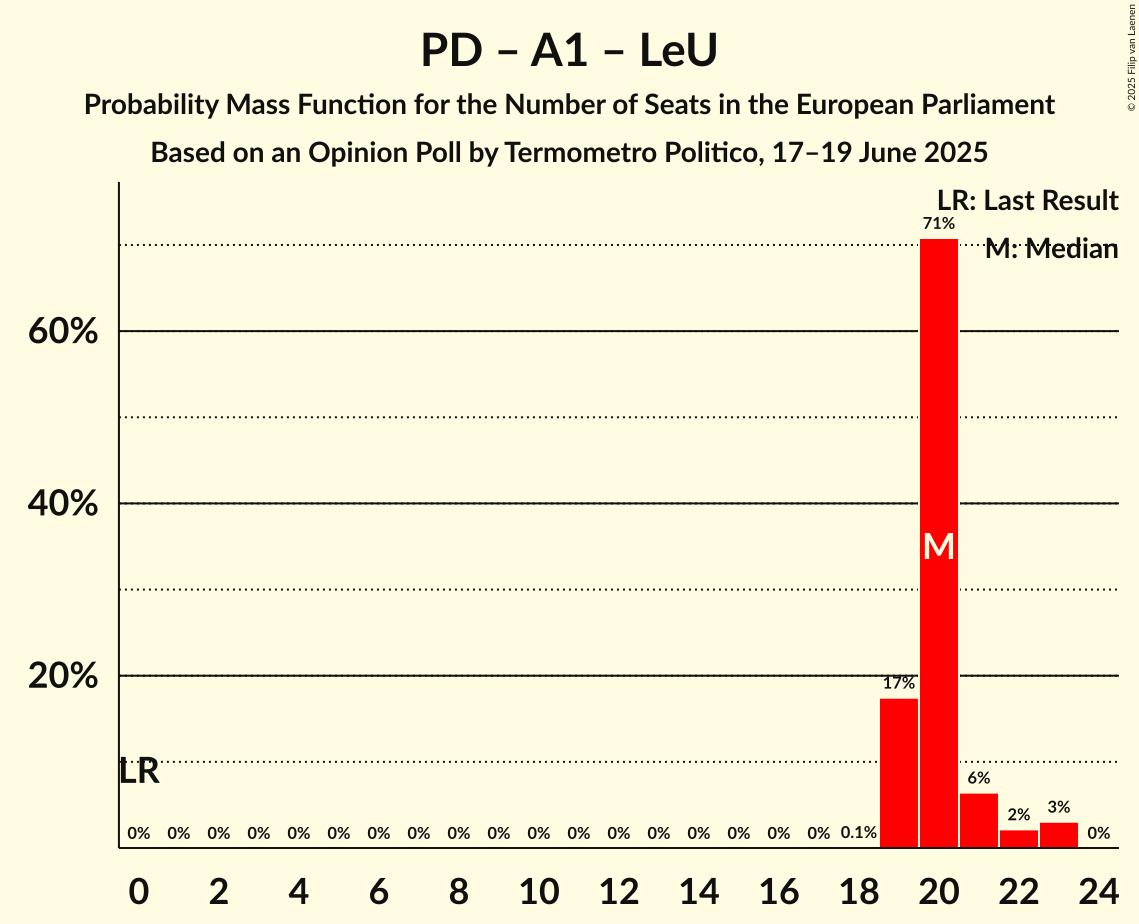 PD – A1 – LeU
Probability Mass Function for the Number of Seats in the European Parliament
Based on an Opinion Poll by Termometro Politico, 17–19 June 2025
© 2025 Filip van Laenen
LR: Last Result
M: Median
71%
60%
40%
M
20%
17%
LR
6%
3%
2%
0% 0% 0% 0% 0% 0% 0% 0% 0% 0% 0% 0% 0% 0% 0% 0% 0% 0% 0.1% 0%
0 2 4 6 8 10 12 14 16 18 20 22 24